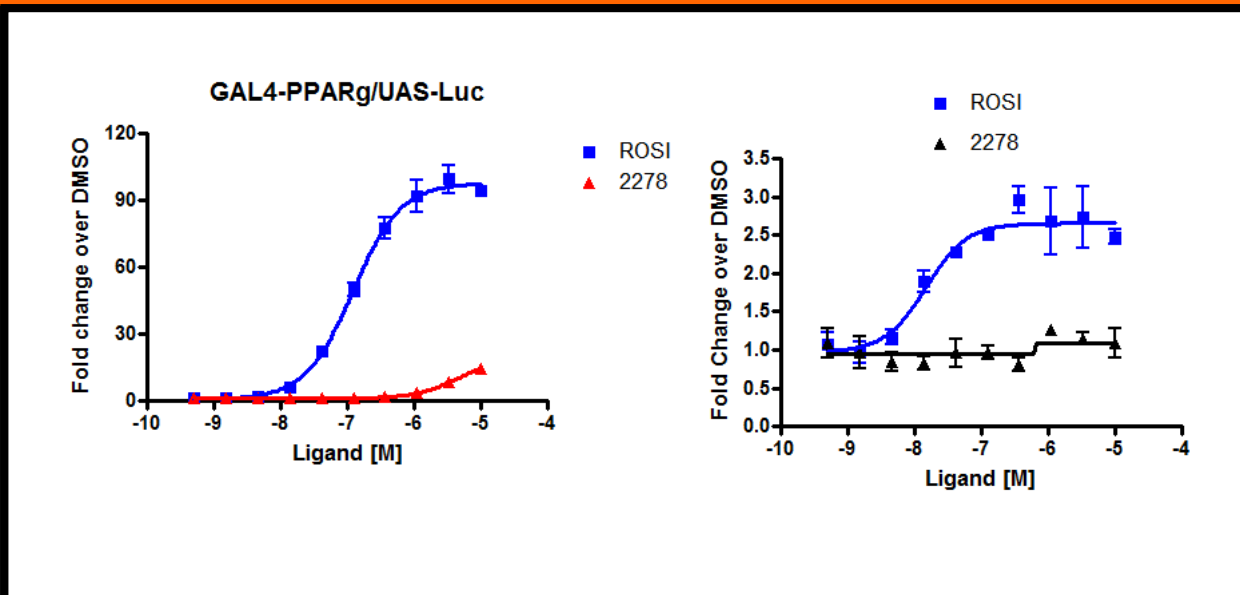 GAL4-PPARg/UAS-Luc
Fold change over DMSO
120
90
60
30
0
-10 -9 -8 -7 -6 -5 -4
Ligand [M]
ROSI
2278
ROSI
2278
Fold Change over DMSO
3.5
3.0
2.5
2.0
1.5
1.0
0.5
0.0
-10 -9 -8 -7 -6 -5 -4
Ligand [M]